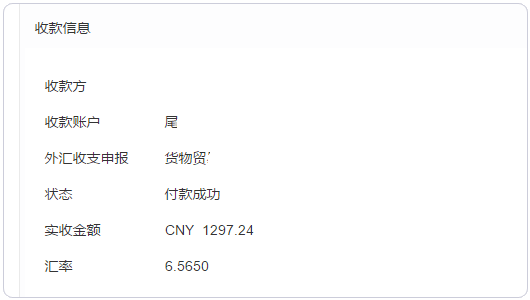 收款信息
收款方
收款账户 尾
外汇收支申报 货物贸
状态 付款成功
实收金额 CNY 1297.24
汇率 6.5650